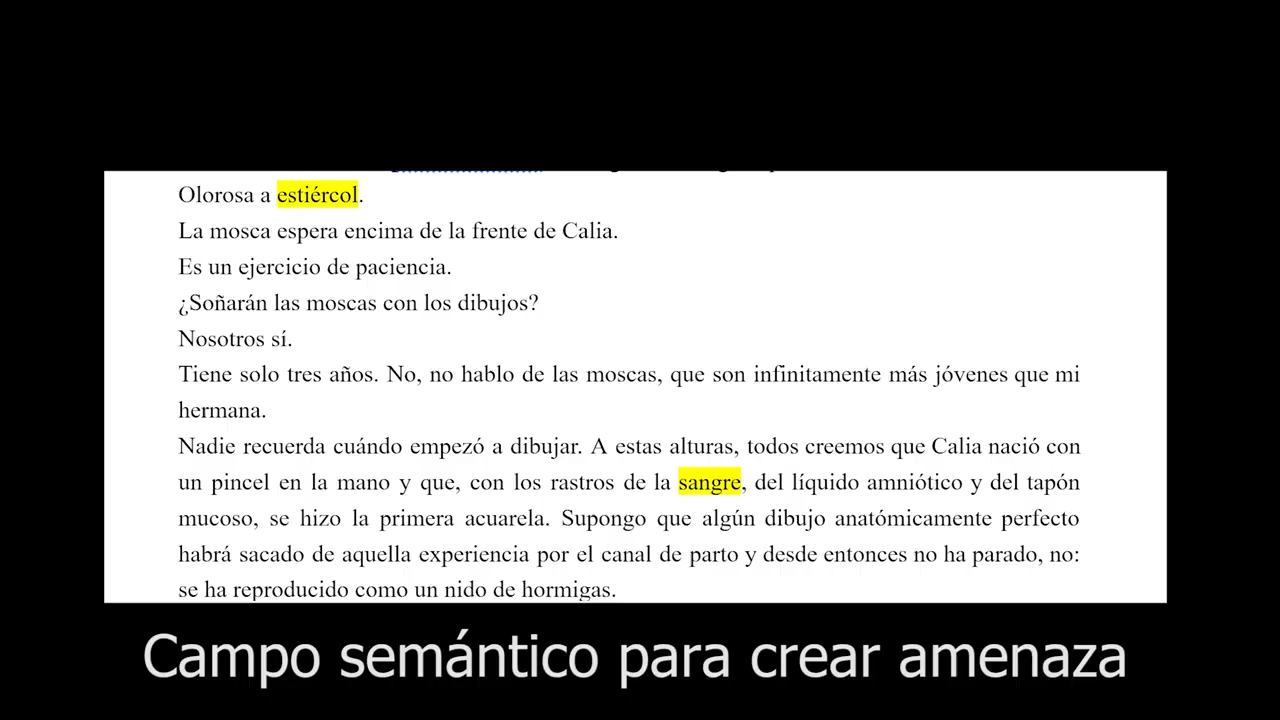 Olorosa a estiércol.
La mosca espera encima de la frente de Calia.
Es un ejercicio de paciencia.
¿Soñarán las moscas con los dibujos?
Nosotros sí.
Tiene solo tres años. No, no hablo de las moscas, que son infinitamente más jóvenes que mi
hermana.
Nadie recuerda cuándo empezó a dibujar. A estas alturas, todos creemos que Calia nació con
un pincel en la mano y que, con los rastros de la sangre, del líquido amniótico y del tapón
mucoso, se hizo la primera acuarela. Supongo que algún dibujo anatómicamente perfecto
habrá sacado de aquella experiencia por el canal de parto y desde entonces no ha parado, no:
se ha reproducido como un nido de hormigas.
Campo semántico para crear amenaza